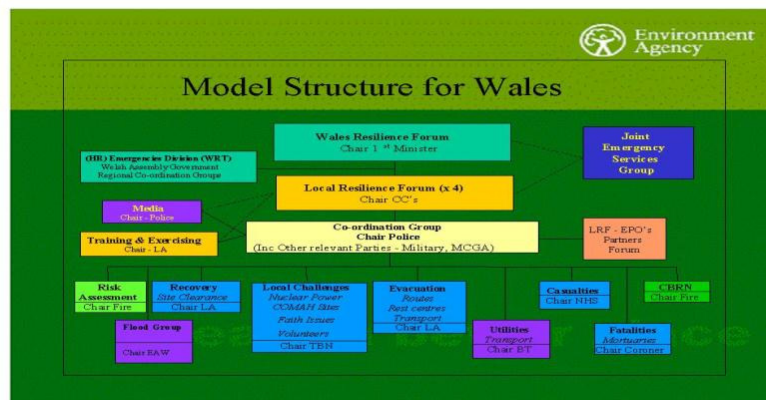 Environment
Agency
Model Structure for Wales
Wales Resilience Forum
Chair 1st Minister
Joint
Emergency
Services
Group
(HR) Emergencies Division (WRT)
Welsh Assembly Government
Regional Co-ordination Groups
Local Resilience Forum (x 4)
Chair CC's
Media
Chair - Police
Co-ordination Group
Chair Police
(Inc Other relevant Parties - Military, MCGA)
Training & Exercising
Chair - LA
LRF - EPO's
Partners
Forum
Risk
Assessment
Chair Fire
Recovery
Site Clearance
Chair LA
Local Challenges
Nuclear Power
COMAH Sites
Faith Issues
Volunteers
Chair TBN
Evacuation
Routes
Rest centres
Transport
Chair LA
Casualties
Chair NHS
CBRN
Chair Fire
Flood Group
Chair EAW
Utilities
Transport
Chair BT
Fatalities
Mortuaries
Chair Coroner